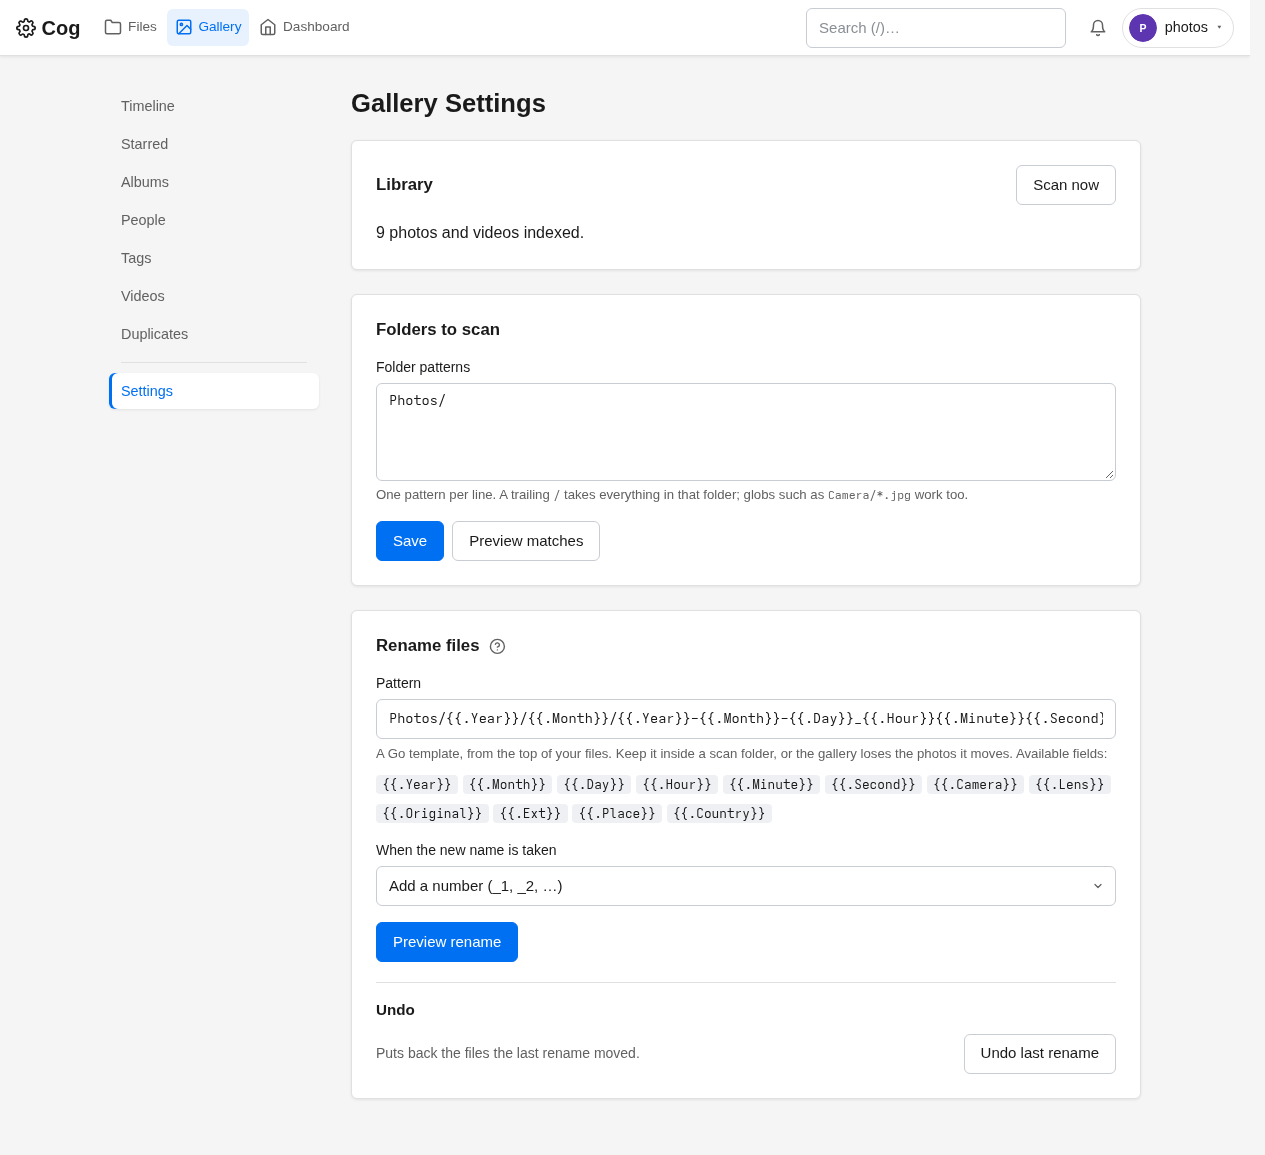 Cog
Files
Gallery
Dashboard
Search (/)…
P
photos
Timeline
Starred
Albums
People
Tags
Videos
Duplicates
Settings
Gallery Settings
Library
Scan now
9 photos and videos indexed.
Folders to scan
Folder patterns
Photos/
One pattern per line. A trailing / takes everything in that folder; globs such as Camera/*.jpg work too.
Save
Preview matches
Rename files
Pattern
Photos/{{.Year}}/{{.Month}}/{{.Year}}-{{.Month}}-{{.Day}}_{{.Hour}}{{.Minute}}{{.Second}
A Go template, from the top of your files. Keep it inside a scan folder, or the gallery loses the photos it moves. Available fields:
{{.Year}} {{.Month}} {{.Day}} {{.Hour}} {{.Minute}} {{.Second}} {{.Camera}} {{.Lens}}
{{.Original}} {{.Ext}} {{.Place}} {{.Country}}
When the new name is taken
Add a number (_1, _2, …)
Preview rename
Undo
Puts back the files the last rename moved.
Undo last rename